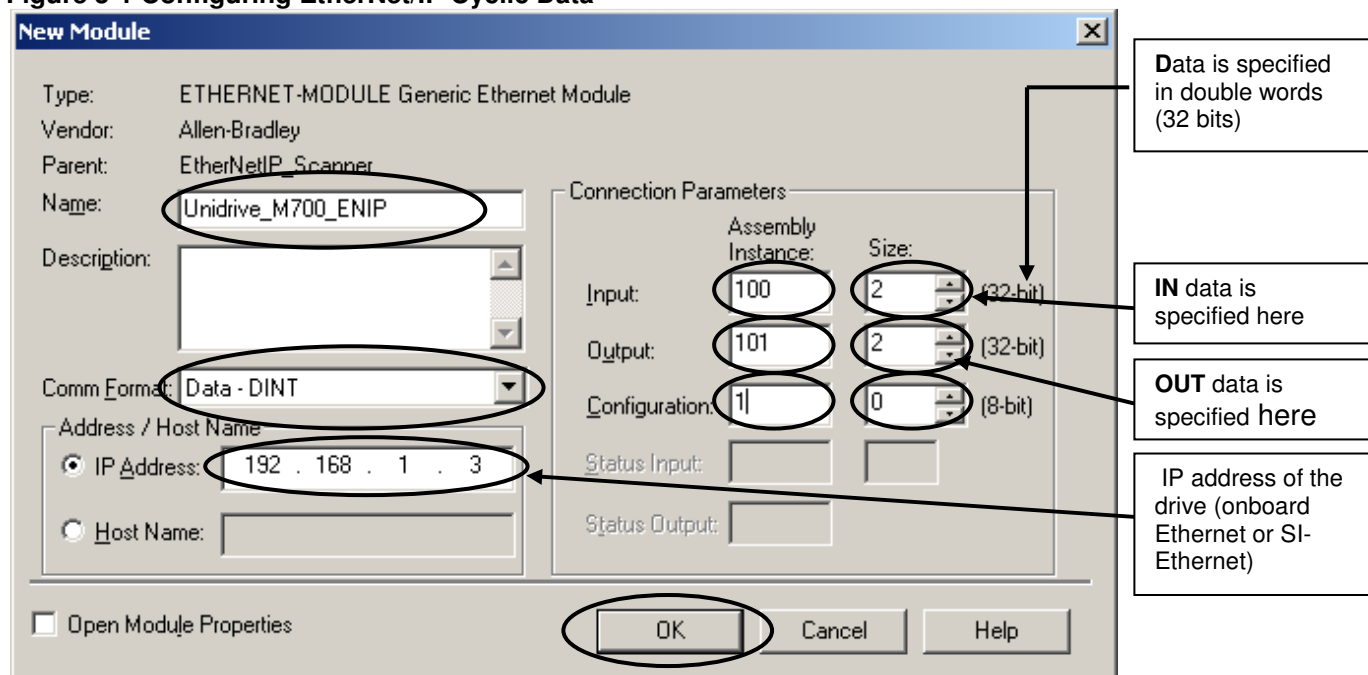 Figure 5-4 Configuring EtherNet/IP Cyclic Data
New Module
Type: ETHERNET-MODULE Generic Ethernet Module
Vendor: Allen-Bradley
Parent: EtherNetIP_Scanner
Name: Unidrive_M700_ENIP
Description:
Comm Format: Data - DINT
Address / Host Name
IP Address: 192 . 168 . 1 . 3
Host Name:
Connection Parameters
Assembly
Instance: Size:
Input: 100 2 (32-bit)
Output: 101 2 (32-bit)
Configuration: 1 0 (8-bit)
Status Input:
Status Output:
Open Module Properties
OK Cancel Help
Data is specified
in double words
(32 bits)
IN data is
specified here
OUT data is
specified here
IP address of the
drive (onboard
Ethernet or SI-
Ethernet)